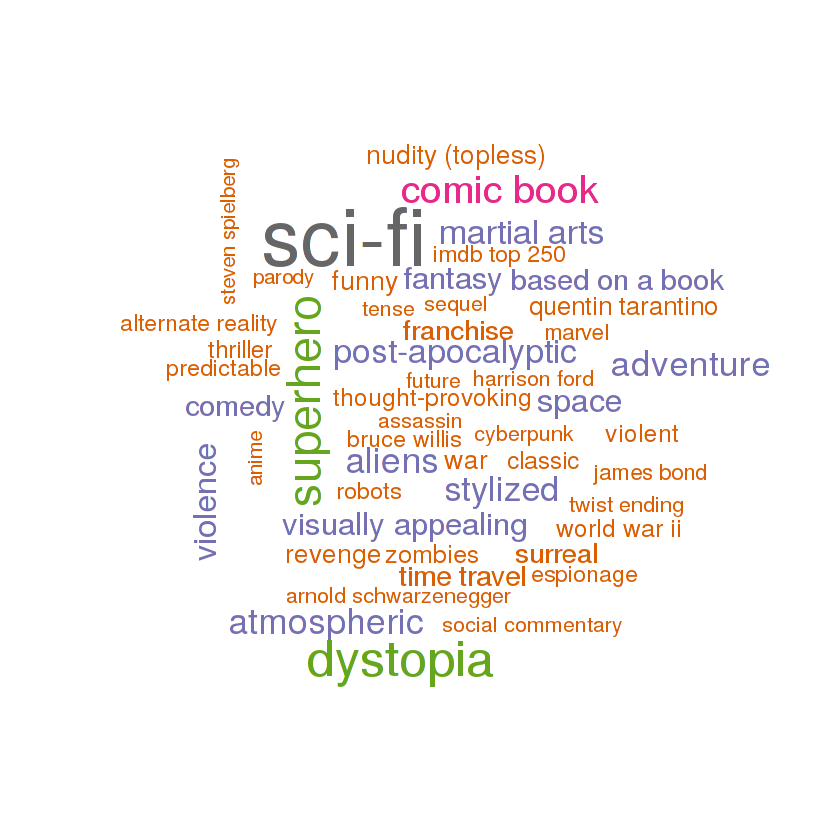 nudity (topless)
steven spielberg
comic book
sci-fi
martial arts
imdb top 250
parody
funny
fantasy
based on a book
tense
sequel
quentin tarantino
superhero
alternate reality
franchise
marvel
thriller
post-apocalyptic
adventure
predictable
future
harrison ford
thought-provoking
space
comedy
assassin
bruce willis
cyberpunk
violent
anime
violence
aliens
war
classic
james bond
robots
stylized
twist ending
visually appealing
world war ii
revenge
zombies
surreal
time travel
espionage
arnold schwarzenegger
atmospheric
social commentary
dystopia